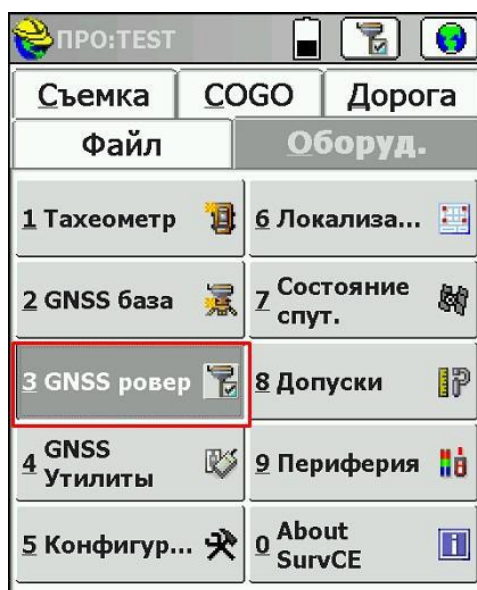 ПРО:TEST
Съемка COGO Дорога
Файл Оборуд.
1 Тахеометр
6 Локализа...
2 GNSS база
7 Состояние
спут.
3 GNSS ровер
8 Допуски
4 GNSS
Утилиты
9 Периферия
5 Конфигур...
0 About
SurvCE